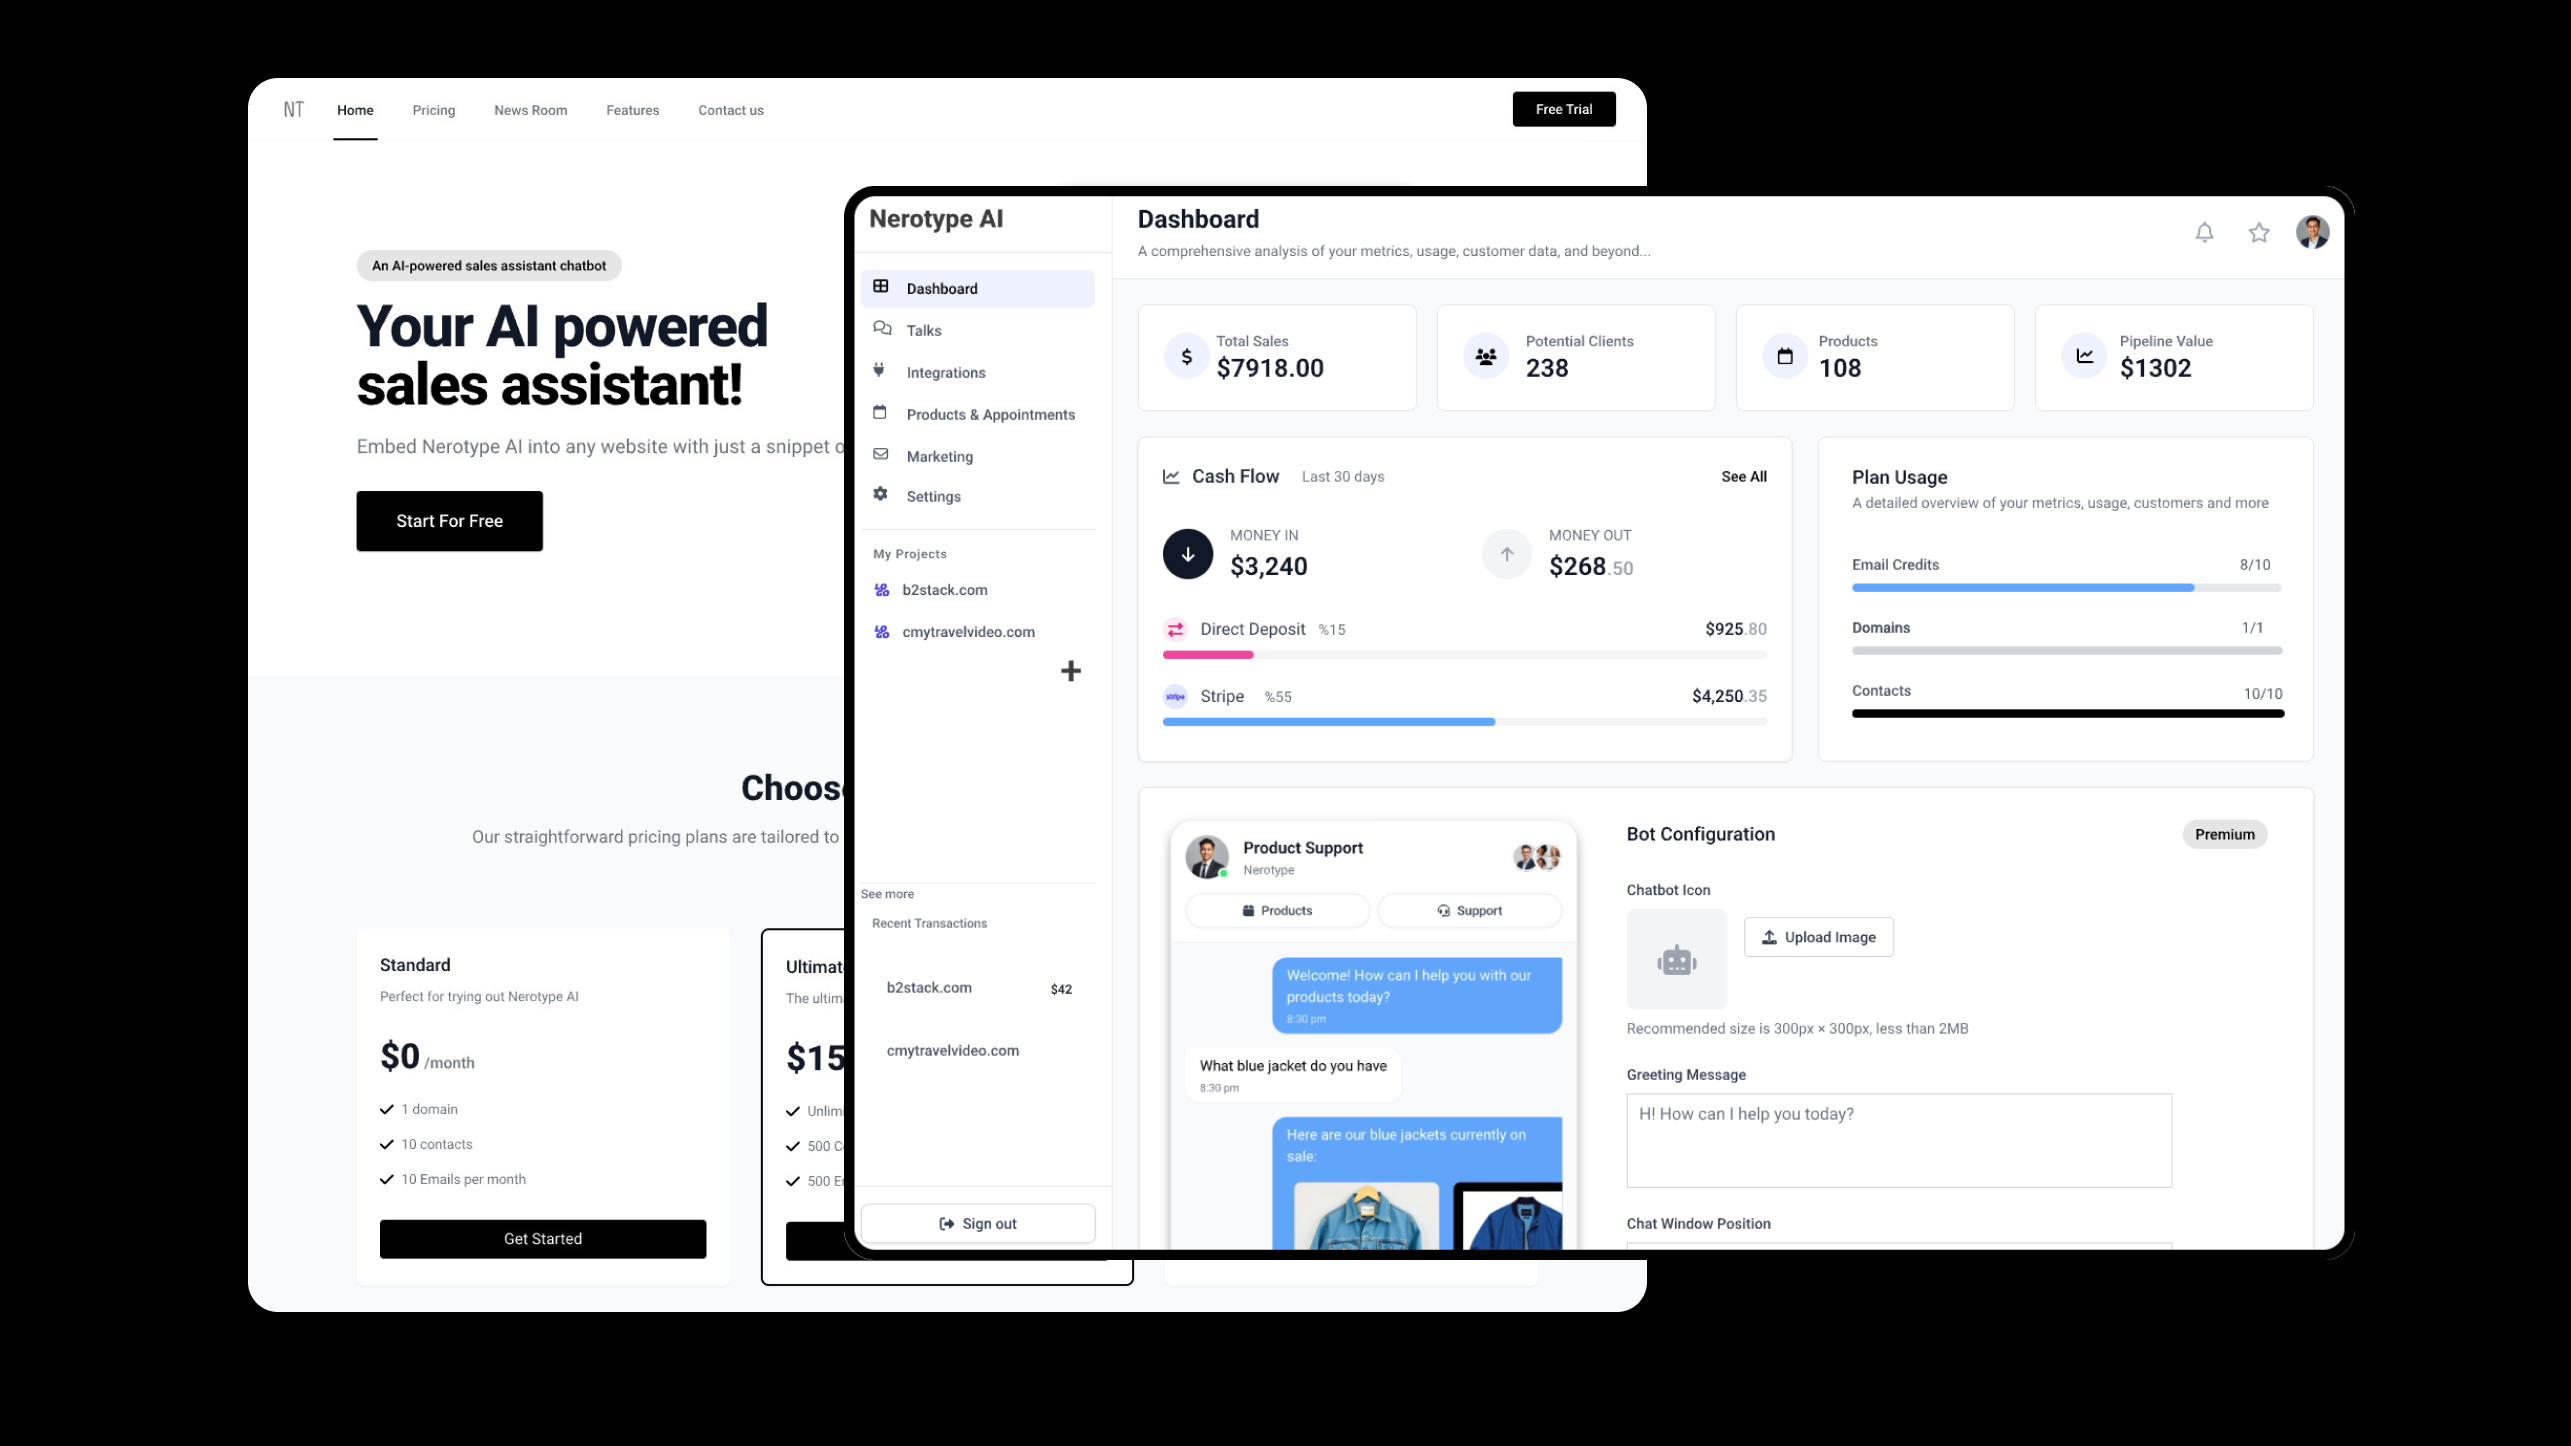 NT
Home
Pricing
News Room
Features
Contact us
Free Trial
An AI-powered sales assistant chatbot
Your AI powered
sales assistant!
Embed Nerotype AI into any website with just a snippet
Start For Free
Our straightforward pricing plans are tailored to
Standard
Perfect for trying out Nerotype AI
$0 /month
1 domain
10 contacts
10 Emails per month
Get Started
The
$15
500
500
Nerotype AI
Dashboard
Talks
Integrations
Products & Appointments
Marketing
Settings
My Projects
b2stack.com
cmytravelvideo.com
+
See more
Recent Transactions
b2stack.com
$42
cmytravelvideo.com
Sign out
Dashboard
A comprehensive analysis of your metrics, usage, customer data, and beyond...
Total Sales
$7918.00
Potential Clients
238
Products
108
Pipeline Value
$1302
Cash Flow
Last 30 days
See All
MONEY IN
$3,240
MONEY OUT
$268.50
Direct Deposit %15
$925.80
stripe
Stripe %55
$4,250.35
Plan Usage
A detailed overview of your metrics, usage, customers and more
Email Credits
8/10
Domains
1/1
Contacts
10/10
Product Support
Nerotype
Products
Support
Welcome! How can I help you with our
products today?
8:30 pm
What blue jacket do you have
8:30 pm
Here are our blue jackets currently on
sale:
Bot Configuration
Premium
Chatbot Icon
Upload Image
Recommended size is 300px × 300px, less than 2MB
Greeting Message
H! How can I help you today?
Chat Window Position